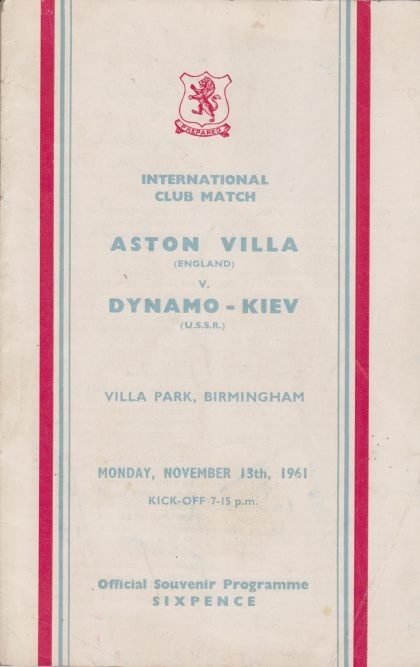 PREPARED
INTERNATIONAL
CLUB MATCH
ASTON VILLA
(ENGLAND)
V.
DYNAMO - KIEV
(U.S.S.R.)
VILLA PARK, BIRMINGHAM
MONDAY, NOVEMBER 13th, 1961
KICK-OFF 7-15 p.m.
Official Souvenir Programme
SIXPENCE